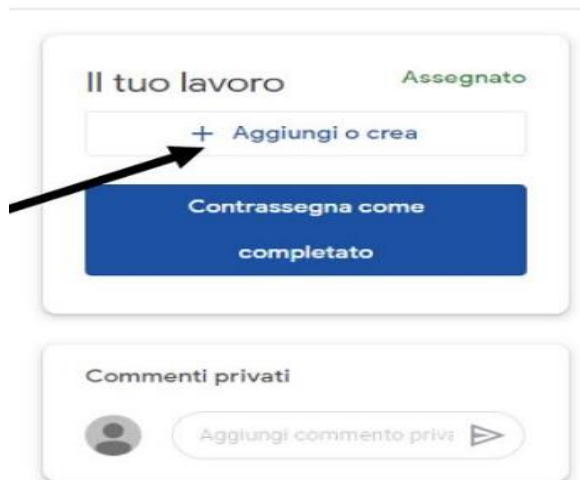 Il tuo lavoro
Assegnato
+ Aggiungi o crea
Contrassegna come
completato
Commenti privati
Aggiungi commento priva